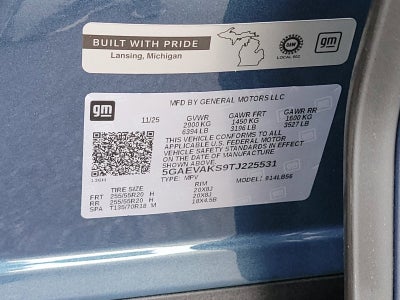 BUILT WITH PRIDE
Lansing, Michigan
UAW
LOCAL 602
gm
gm
MFD BY GENERAL MOTORS LLC
11/25
GVWR GAWR FRT GAWR RR
2900 KG 1450 KG 1600 KG
6394 LB 3196 LB 3527 LB
THIS VEHICLE CONFORMS TO ALL
APPLICABLE U.S. FEDERAL MOTOR
VEHICLE SAFETY STANDARDS IN EFFECT
ON THE DATE OF MANUFACTURE SHOWN ABOVE.
5GAEVAKS9TJ225531
TYPE: MPV MODEL: 814LB56
TIRE SIZE RIM
FRT 255/55R20 H 20X8J
RR 255/55R20 H 20X8J
SPA T135/70R18 M 18X4.5B